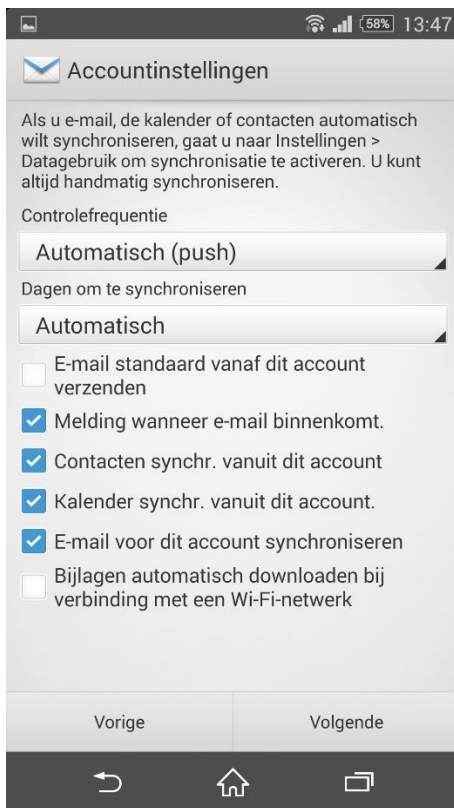 58% 13:47
Accountinstellingen
Als u e-mail, de kalender of contacten automatisch
wilt synchroniseren, gaat u naar Instellingen >
Datagebruik om synchronisatie te activeren. U kunt
altijd handmatig synchroniseren.
Controlefrequentie
Automatisch (push)
Dagen om te synchroniseren
Automatisch
E-mail standaard vanaf dit account
verzenden
Melding wanneer e-mail binnenkomt.
Contacten synchr. vanuit dit account
Kalender synchr. vanuit dit account.
E-mail voor dit account synchroniseren
Bijlagen automatisch downloaden bij
verbinding met een Wi-Fi-netwerk
Vorige Volgende